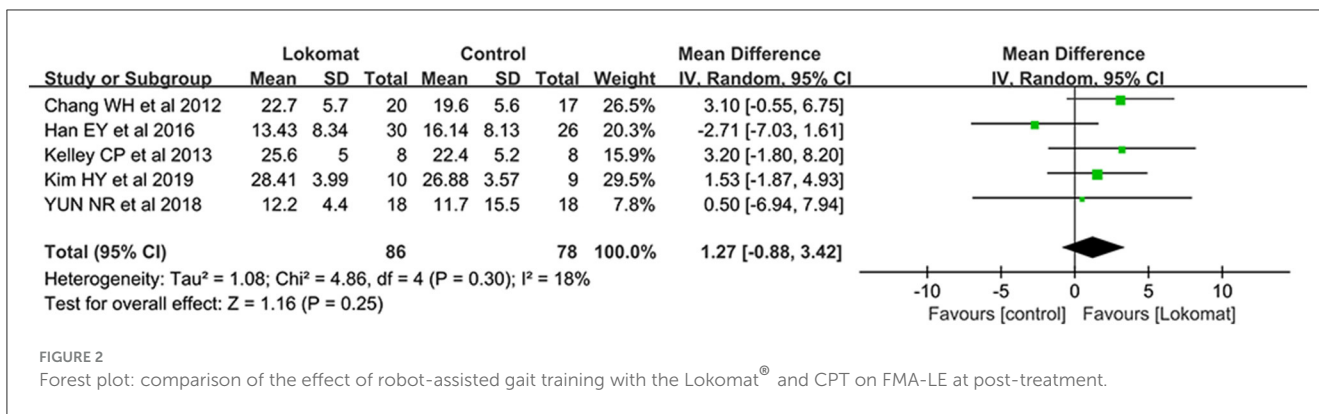 Lokomat Control Mean Difference Mean Difference
Study or Subgroup Mean SD Total Mean SD Total Weight IV, Random, 95% CI IV, Random, 95% CI
Chang WH et al 2012 22.7 5.7 20 19.6 5.6 17 26.5% 3.10 [-0.55, 6.75]
Han EY et al 2016 13.43 8.34 30 16.14 8.13 26 20.3% -2.71 [-7.03, 1.61]
Kelley CP et al 2013 25.6 5 8 22.4 5.2 8 15.9% 3.20 [-1.80, 8.20]
Kim HY et al 2019 28.41 3.99 10 26.88 3.57 9 29.5% 1.53 [-1.87, 4.93]
YUN NR et al 2018 12.2 4.4 18 11.7 15.5 18 7.8% 0.50 [-6.94, 7.94]
Total (95% CI) 86 78 100.0% 1.27 [-0.88, 3.42]
Heterogeneity: Tau² = 1.08; Chi² = 4.86, df = 4 (P = 0.30); I² = 18%
Test for overall effect: Z = 1.16 (P = 0.25)
-10 -5 0 5 10
Favours [control] Favours [Lokomat]
FIGURE 2
Forest plot: comparison of the effect of robot-assisted gait training with the Lokomat® and CPT on FMA-LE at post-treatment.